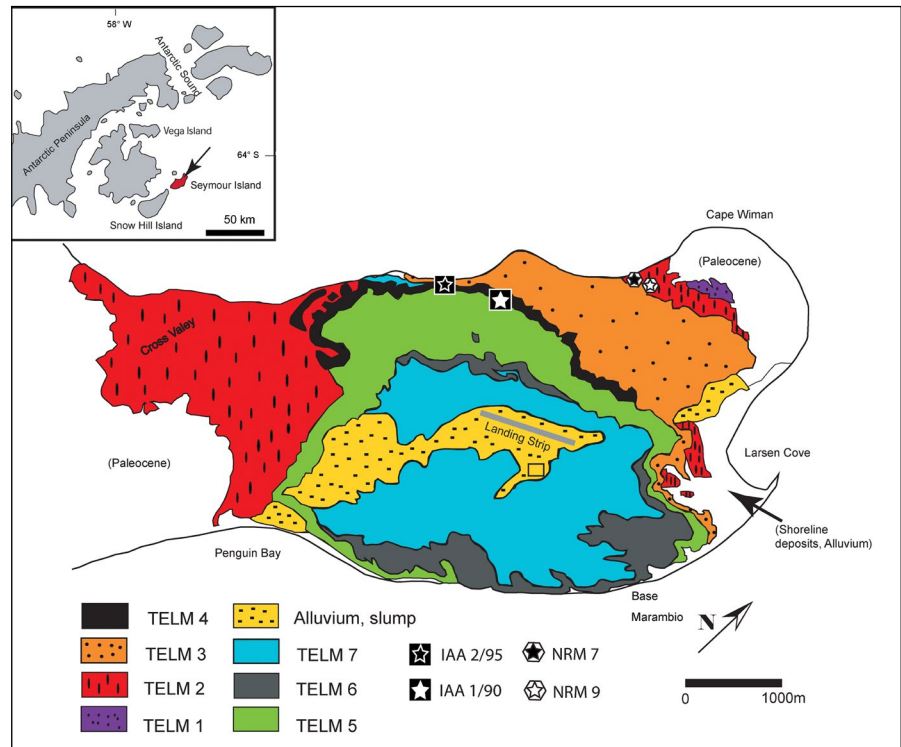 58° W
Antarctic Sound
Vega Island
Antarctic Peninsula
64° S
Seymour Island
Snow Hill Island
50 km
Cape Wiman
(Paleocene)
Cross Valey
Landing Strip
(Paleocene)
Larsen Cove
(Shoreline
deposits, Alluvium)
Penguin Bay
Base
Marambio
N
TELM 4
Alluvium, slump
TELM 3
TELM 7
IAA 2/95
NRM 7
TELM 2
TELM 6
IAA 1/90
NRM 9
TELM 1
TELM 5
1000m
0